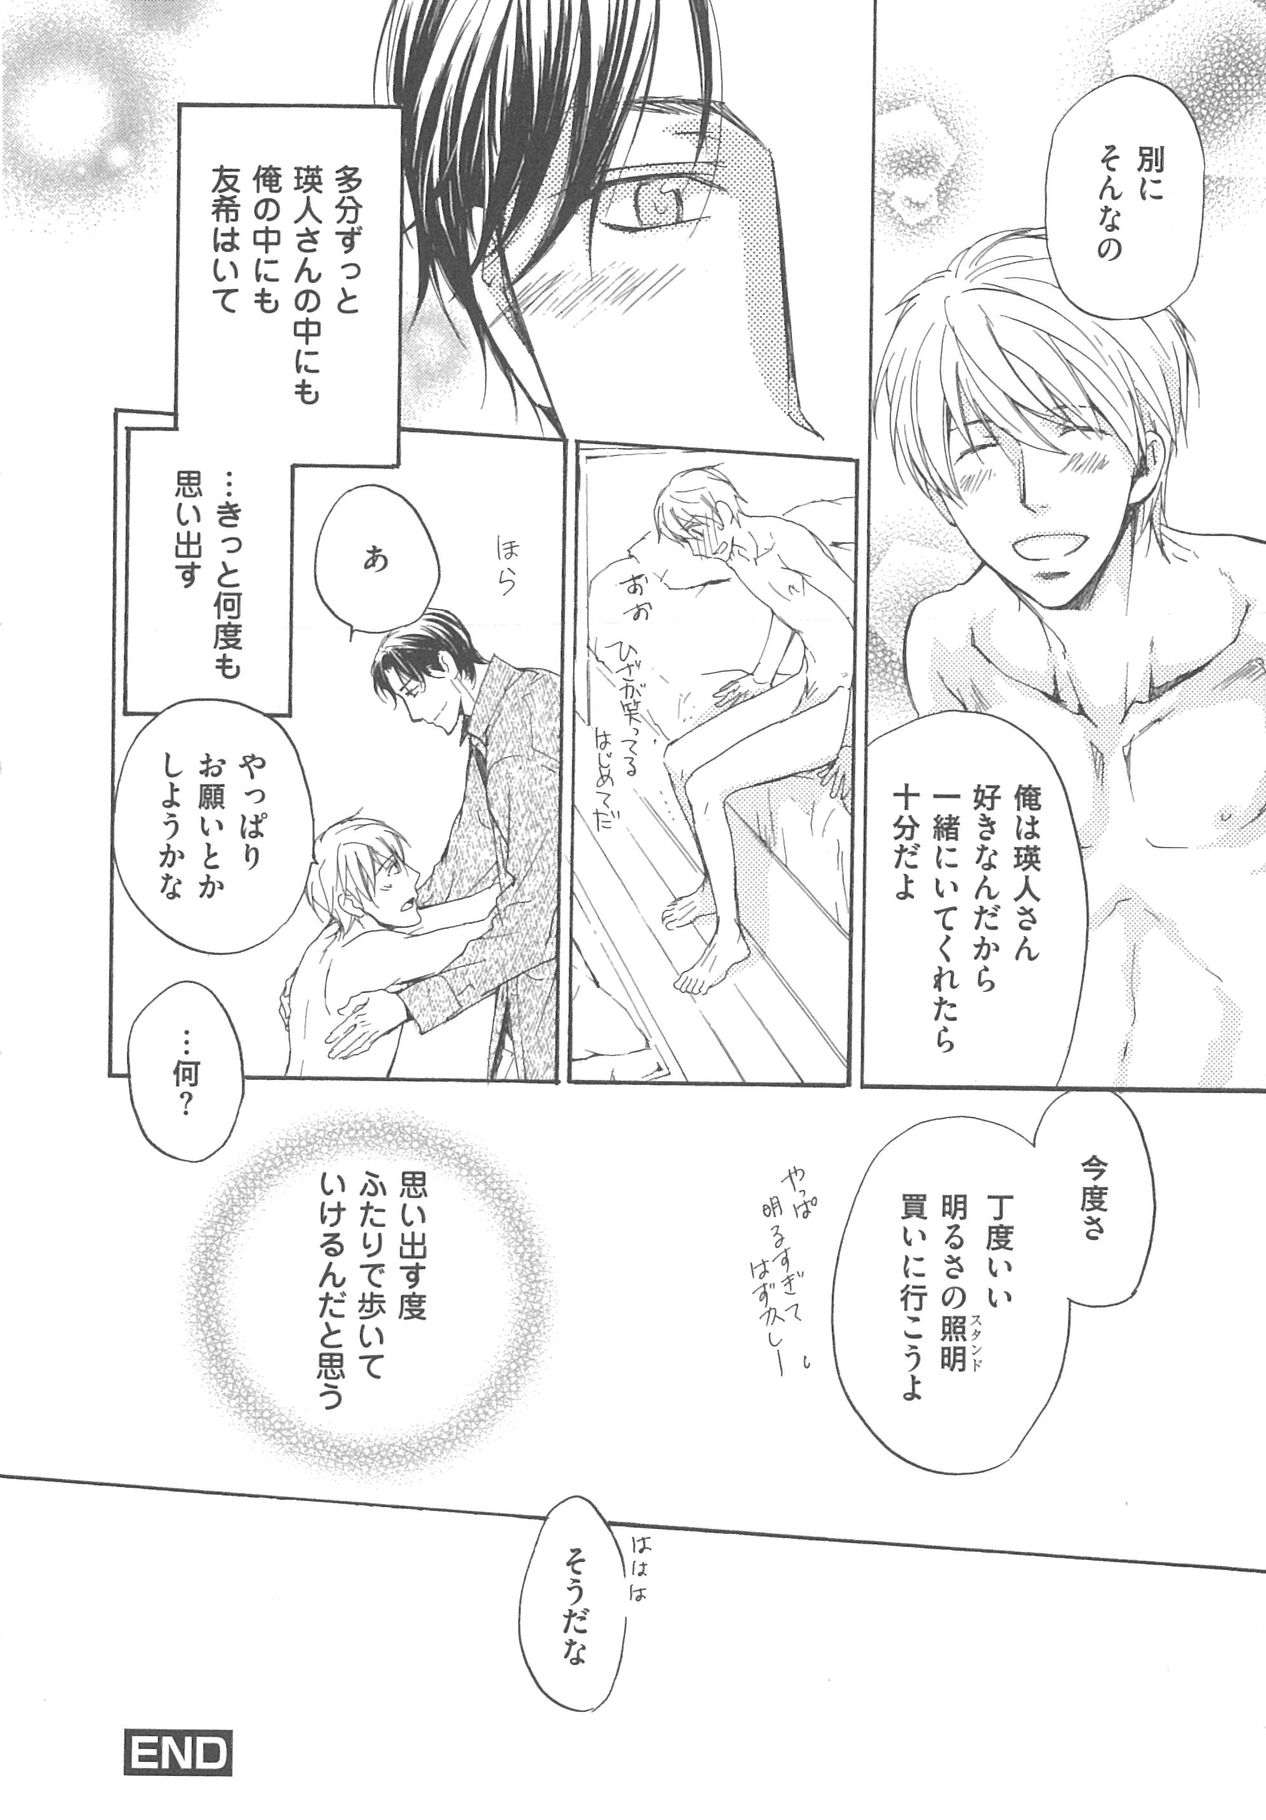 別に
そんなの
俺は瑛人さん
好きなんだから
一緒にいてくれたら
十分だよ
多分ずっと
瑛人さんの中にも
俺の中にも
友希はいて
…きっと何度も
思い出す
おお
ひざが笑ってる
はじめてだ
ほら
あ
やっぱり
お願いとか
しようかな
…何?
今度さ
丁度いい
明るさの照明
スタンド
買いに行こうよ
やっぱ
明るすぎて
はずかしー
思い出す度
ふたりで歩いて
いけるんだと思う
ははは
そうだな
END